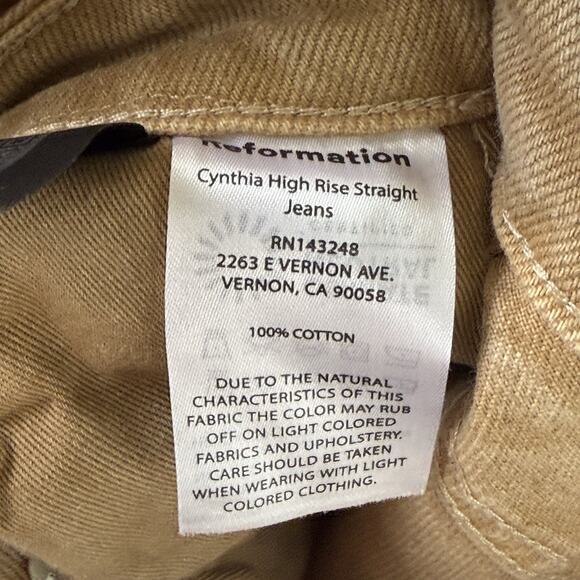 Reformation
Cynthia High Rise Straight
Jeans
RN143248
2263 E VERNON AVE.
VERNON, CA 90058
100% COTTON
DUE TO THE NATURAL
CHARACTERISTICS OF THIS
FABRIC THE COLOR MAY RUB
OFF ON LIGHT COLORED
FABRICS AND UPHOLSTERY.
CARE SHOULD BE TAKEN
WHEN WEARING WITH LIGHT
COLORED CLOTHING.